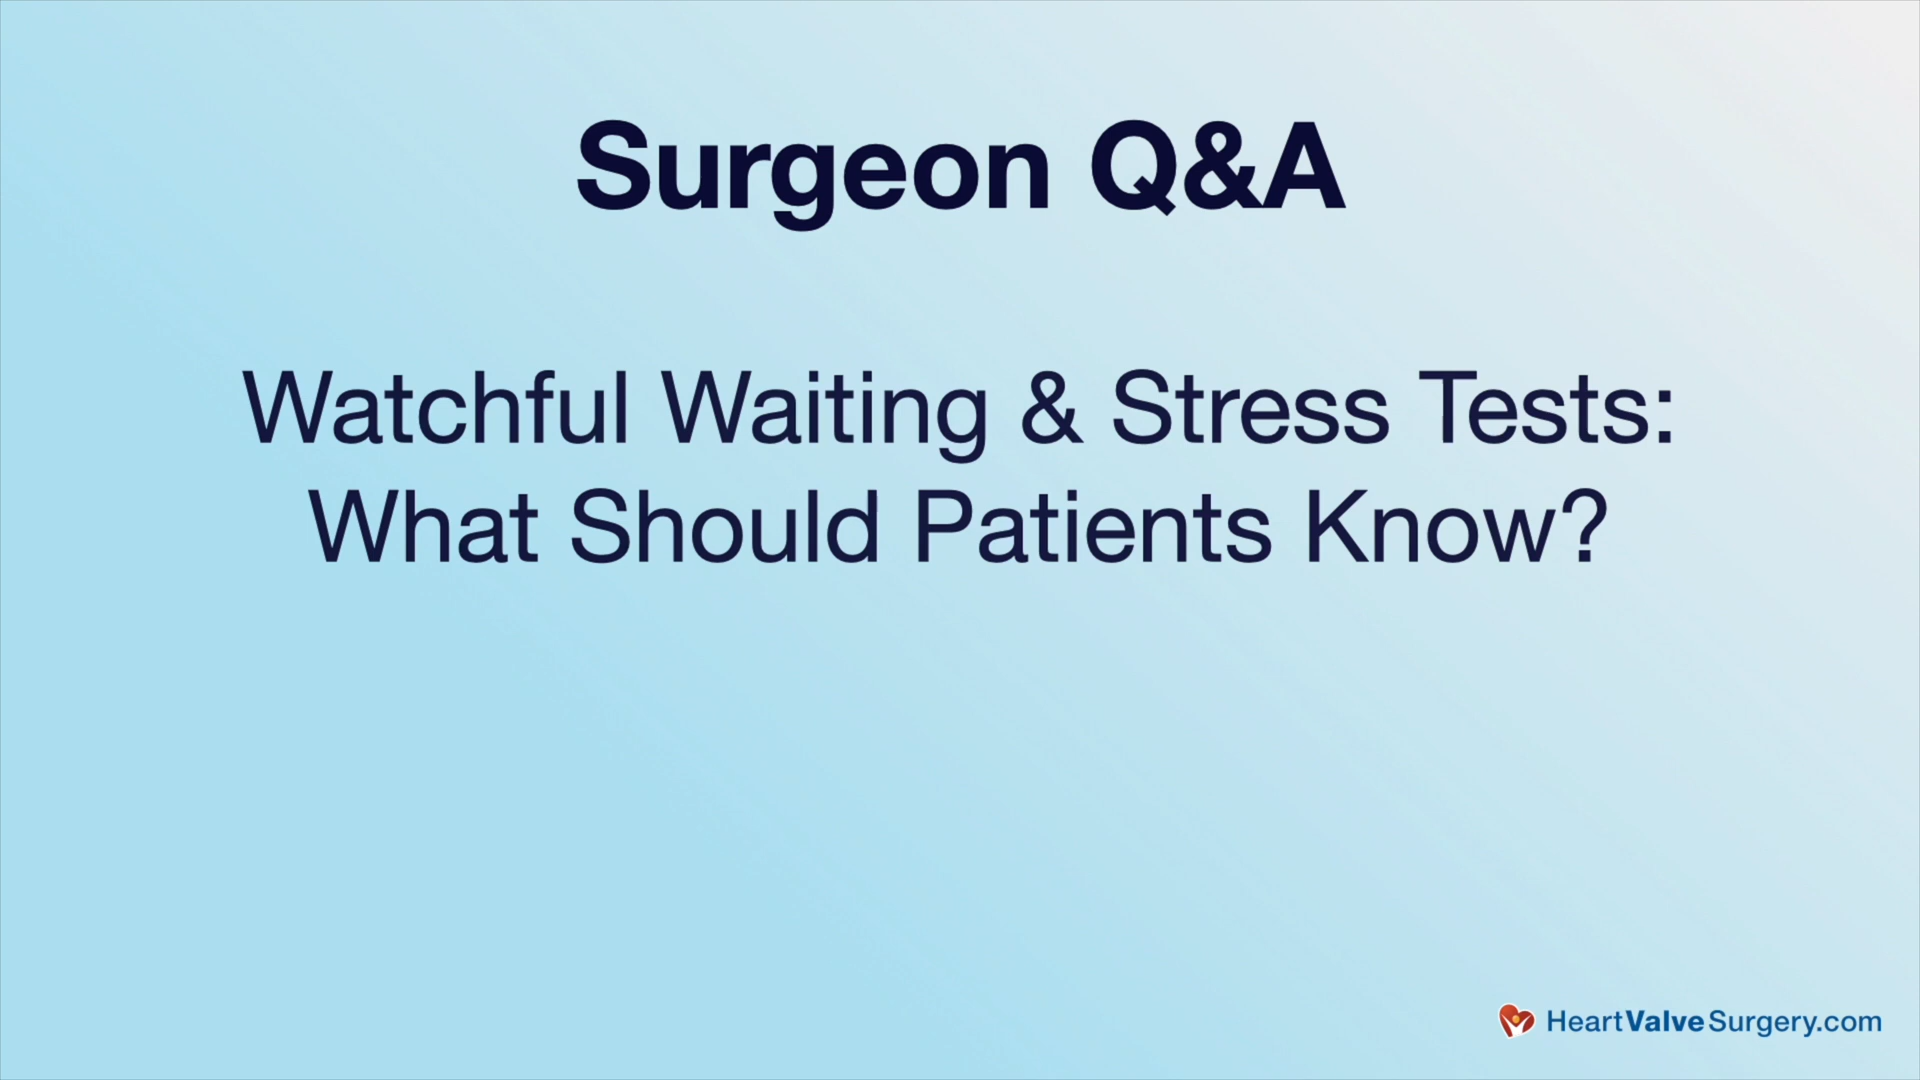 Surgeon Q&A
Watchful Waiting & Stress Tests:
What Should Patients Know?
HeartValveSurgery.com